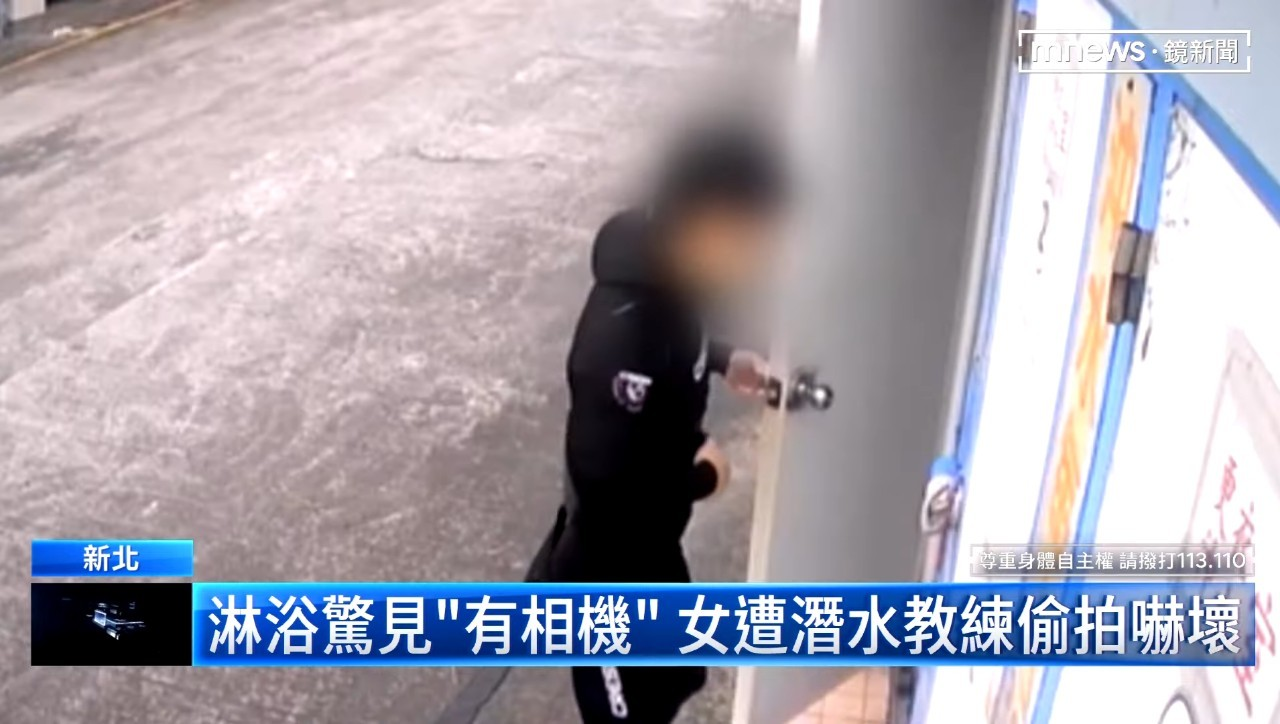 mnews·鏡新聞
新北
尊重身體自主權 請撥打113.110
淋浴驚見"有相機" 女遭潛水教練偷拍嚇壞